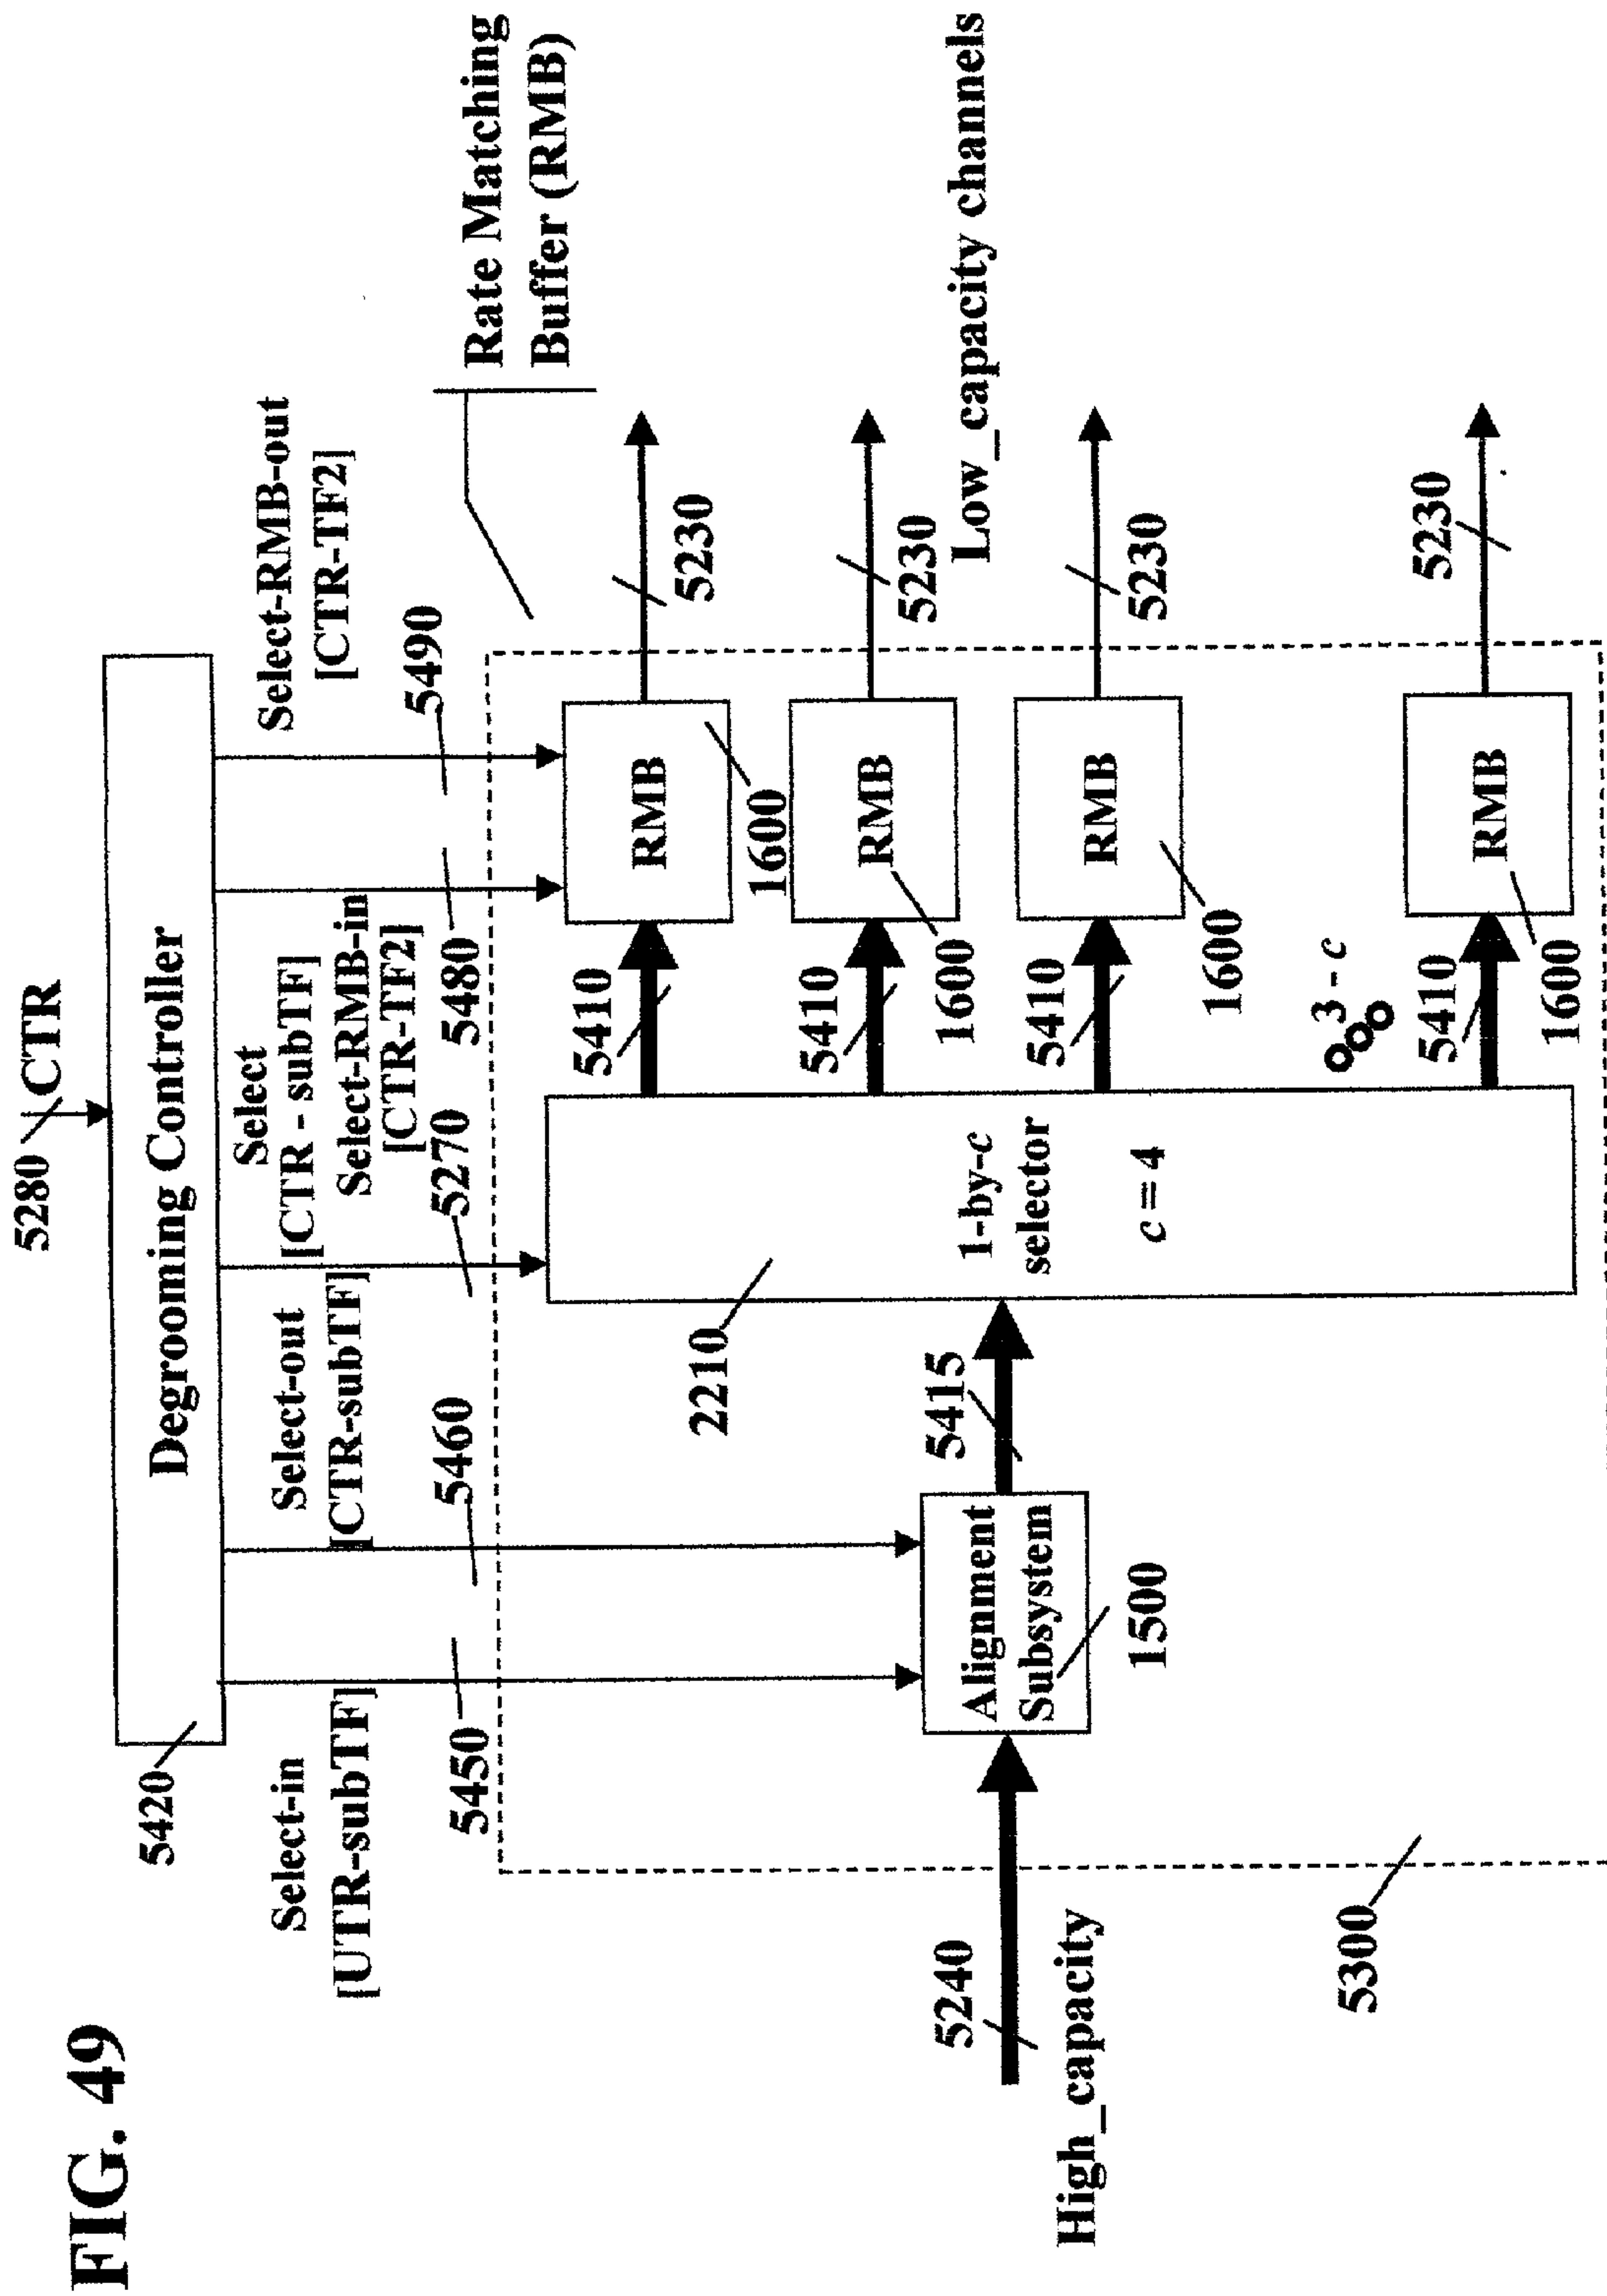 FIG. 49
5280
CTR
5420
Degrooming Controller
Select-in
[UTR-subTF]
Select-out
[CTR-subTF]
Select
[CTR - subTF]
Select-RMB-in
[CTR-TF2]
Select-RMB-out
[CTR-TF2]
5450
5460
5270
5480
5490
Rate Matching
Buffer (RMB)
5410
RMB
1600
5230
5410
RMB
1600
5230
5240
High_capacity
Alignment
Subsystem
1500
5415
2210
1-by-c
selector
c = 4
Low_capacity channels
5410
RMB
1600
5230
3 - c
5410
RMB
1600
5230
5300